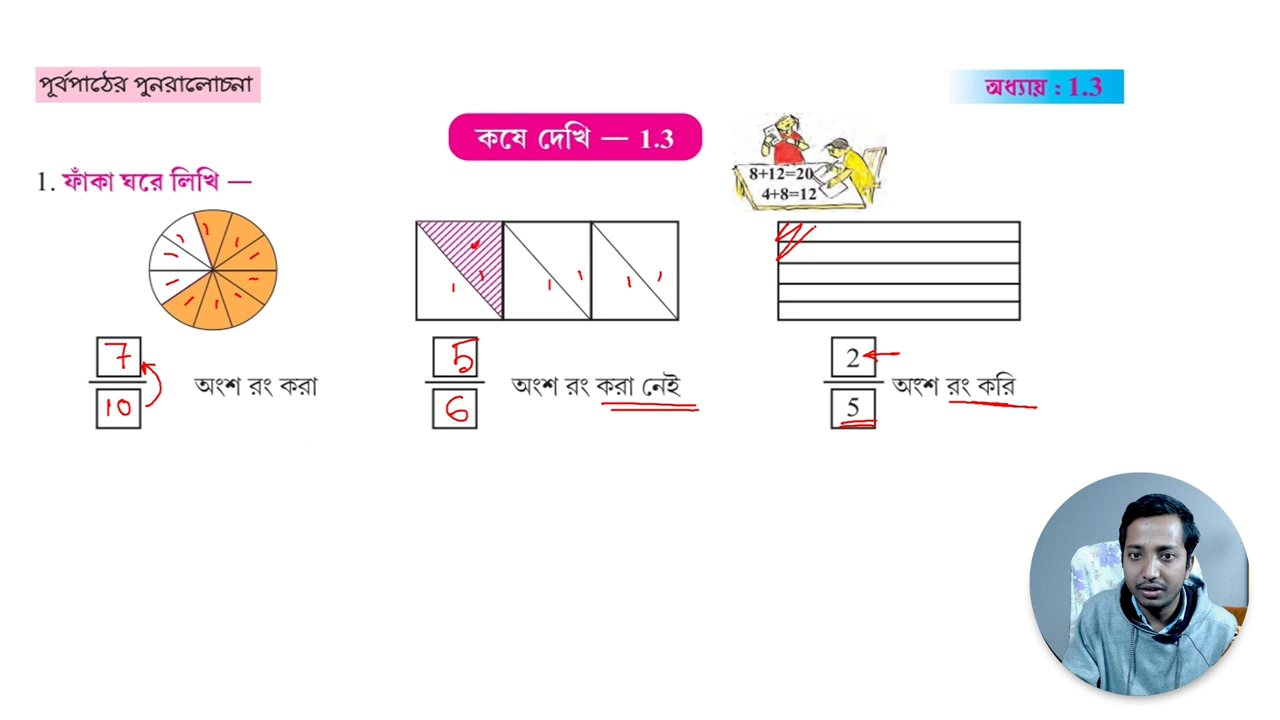 পূর্বপাঠের পুনরালোচনা
অধ্যায় : 1.3
কষে দেখি — 1.3
8+12=20
4+8=12
1. ফাঁকা ঘরে লিখি —
7
10
অংশ রং করা
5
6
অংশ রং করা নেই
2
5
অংশ রং করি